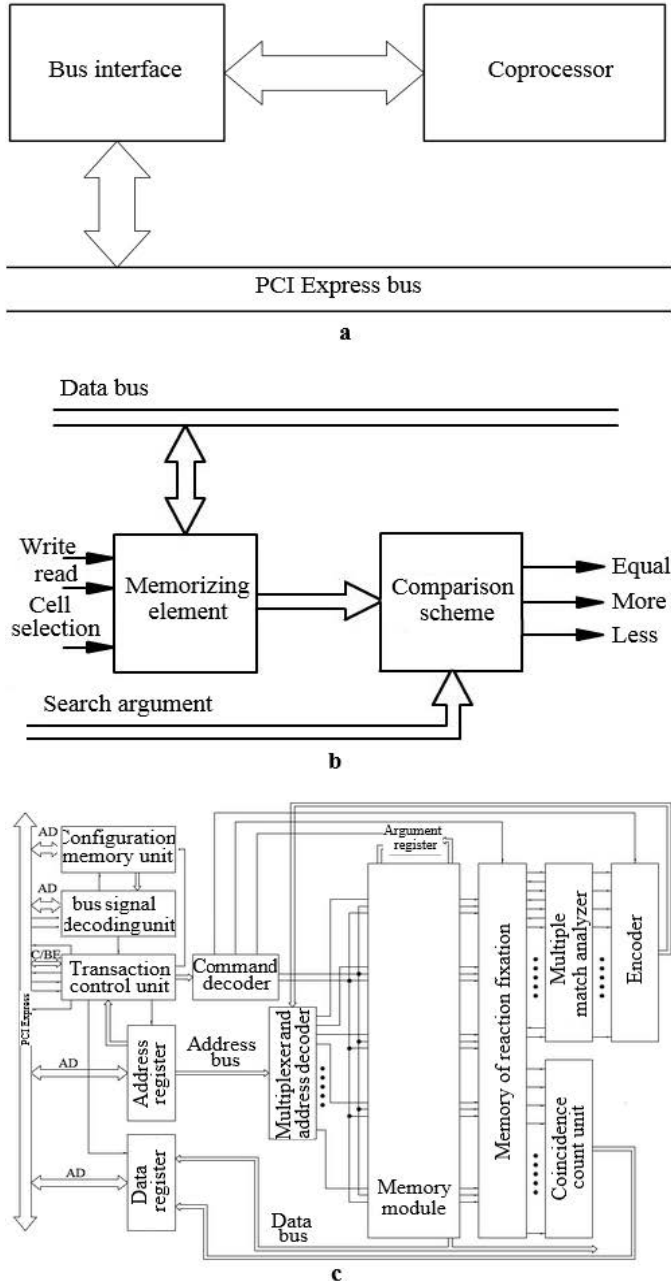 Bus interface
Coprocessor
PCI Express bus
a
Data bus
Write
read
Cell
selection
Memorizing
element
Comparison
scheme
Equal
More
Less
Search argument
b
AD
Configuration
memory unit
Argument
register
AD
bus signal
decoding unit
C/BE
Transaction
control unit
Command
decoder
PCI Express
AD
Address
register
Address
bus
Multiplexer and
address decoder
Memory
module
Memory of reaction fixation
Multiple
match analyzer
Encoder
Coincidence
count unit
AD
Data
register
Data
bus
c